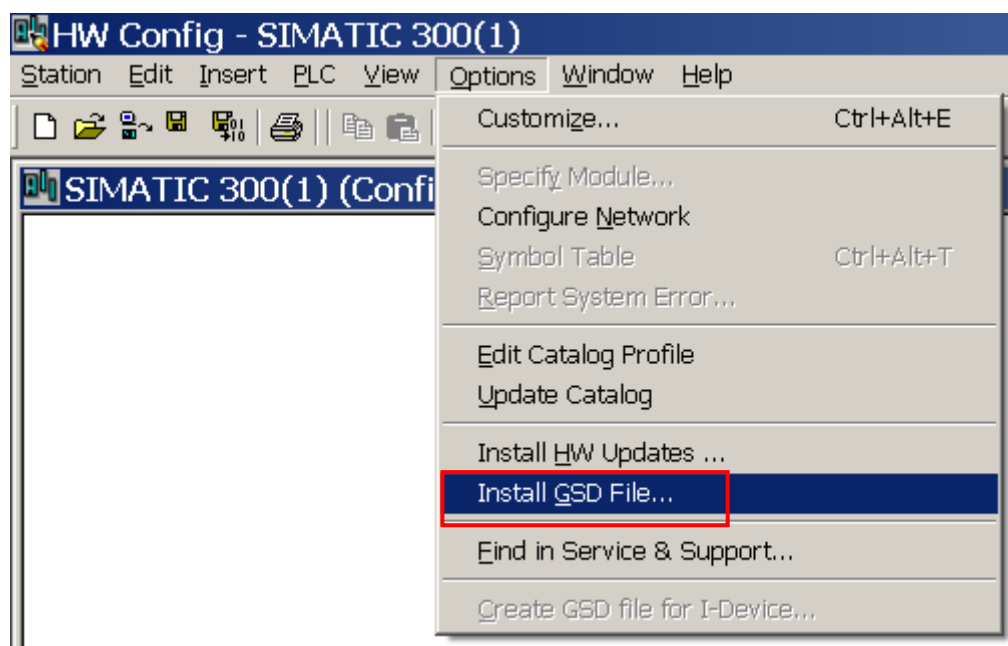 HW Config - SIMATIC 300(1)
Station Edit Insert PLC View Options Window Help
Customize... Ctrl+Alt+E
SIMATIC 300(1) (Confi
Specify Module...
Configure Network
Symbol Table Ctrl+Alt+T
Report System Error...
Edit Catalog Profile
Update Catalog
Install HW Updates ...
Install GSD File...
Find in Service & Support...
Create GSD file for I-Device...